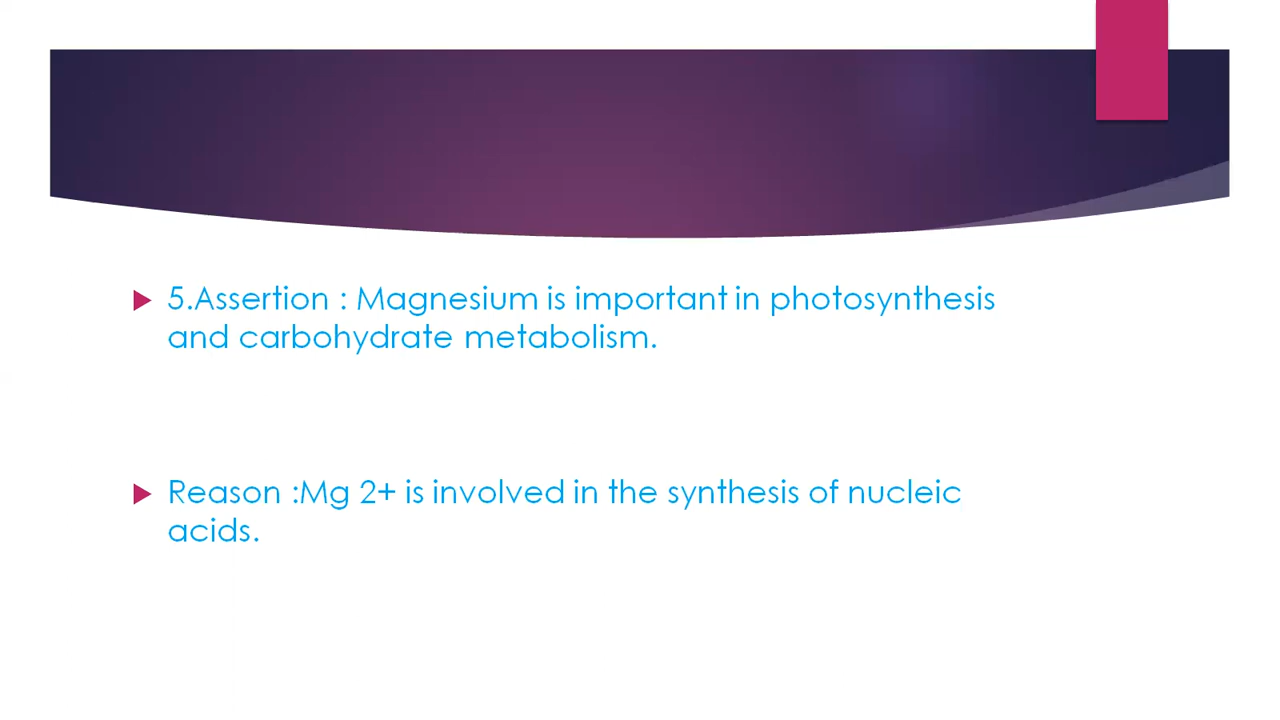 5.Assertion : Magnesium is important in photosynthesis
and carbohydrate metabolism.
Reason :Mg 2+ is involved in the synthesis of nucleic
acids.